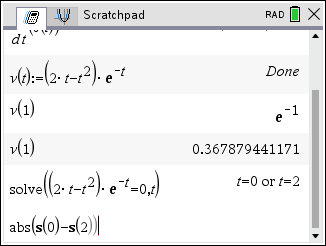 Scratchpad RAD
dt
v(t):=(2·t−t²)·e^−t Done
v(1) e^−1
v(1) 0.367879441171
solve((2·t−t²)·e^−t=0,t) t=0 or t=2
abs(s(0)−s(2))